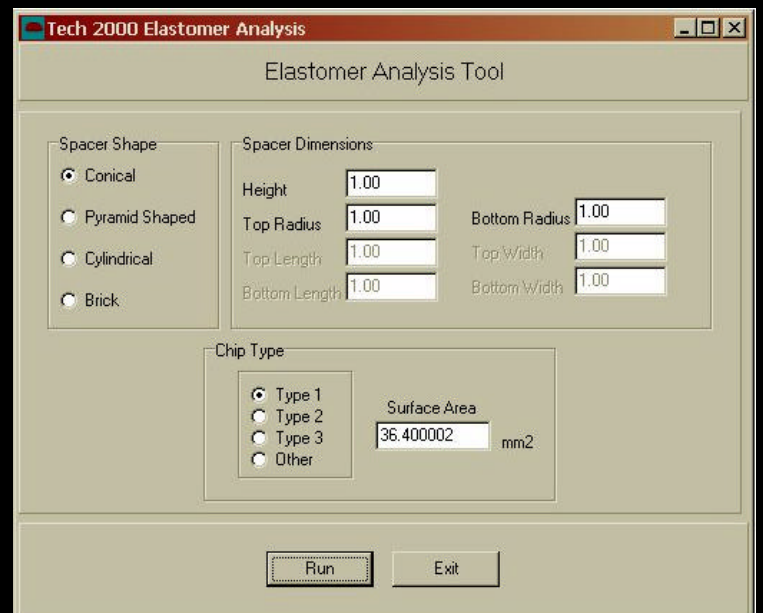 Tech 2000 Elastomer Analysis
Elastomer Analysis Tool
Spacer Shape
Conical
Pyramid Shaped
Cylindrical
Brick
Spacer Dimensions
Height 1.00
Top Radius 1.00 Bottom Radius 1.00
Top Length 1.00 Top Width 1.00
Bottom Length 1.00 Bottom Width 1.00
Chip Type
Type 1
Type 2
Type 3
Other
Surface Area
36.400002 mm2
Run Exit